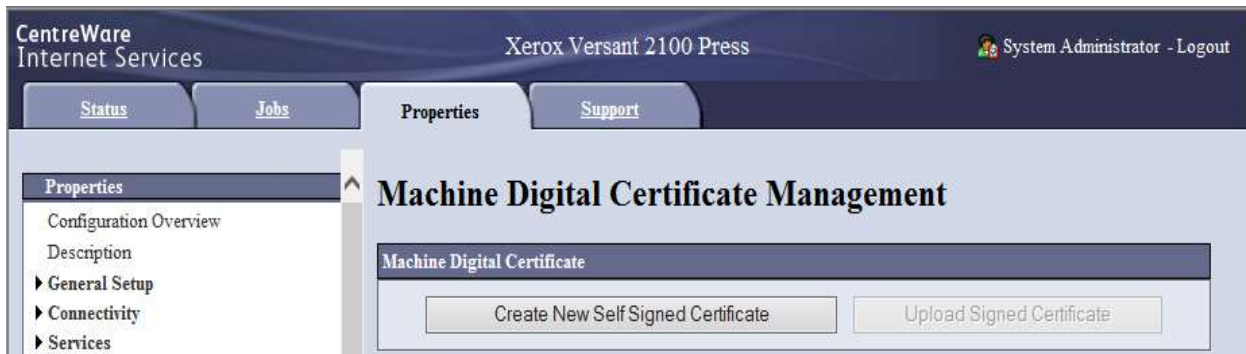 CentreWare
Internet Services
Xerox Versant 2100 Press
System Administrator - Logout
Status
Jobs
Properties
Support
Properties
Configuration Overview
Description
General Setup
Connectivity
Services
Machine Digital Certificate Management
Machine Digital Certificate
Create New Self Signed Certificate
Upload Signed Certificate